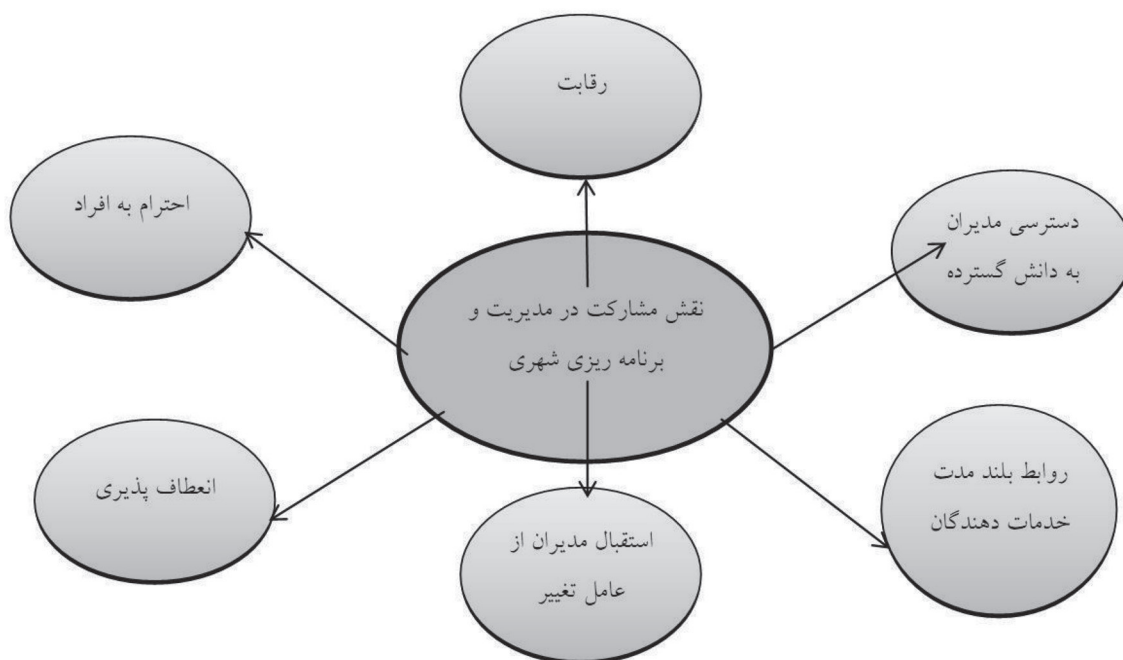 رقابت
دسترسی مدیران
به دانش گسترده
احترام به افراد
نقش مشارکت در مدیریت و
برنامه ریزی شهری
روابط بلند مدت
خدمات دهندگان
انعطاف پذیری
استقبال مدیران از
عامل تغییر